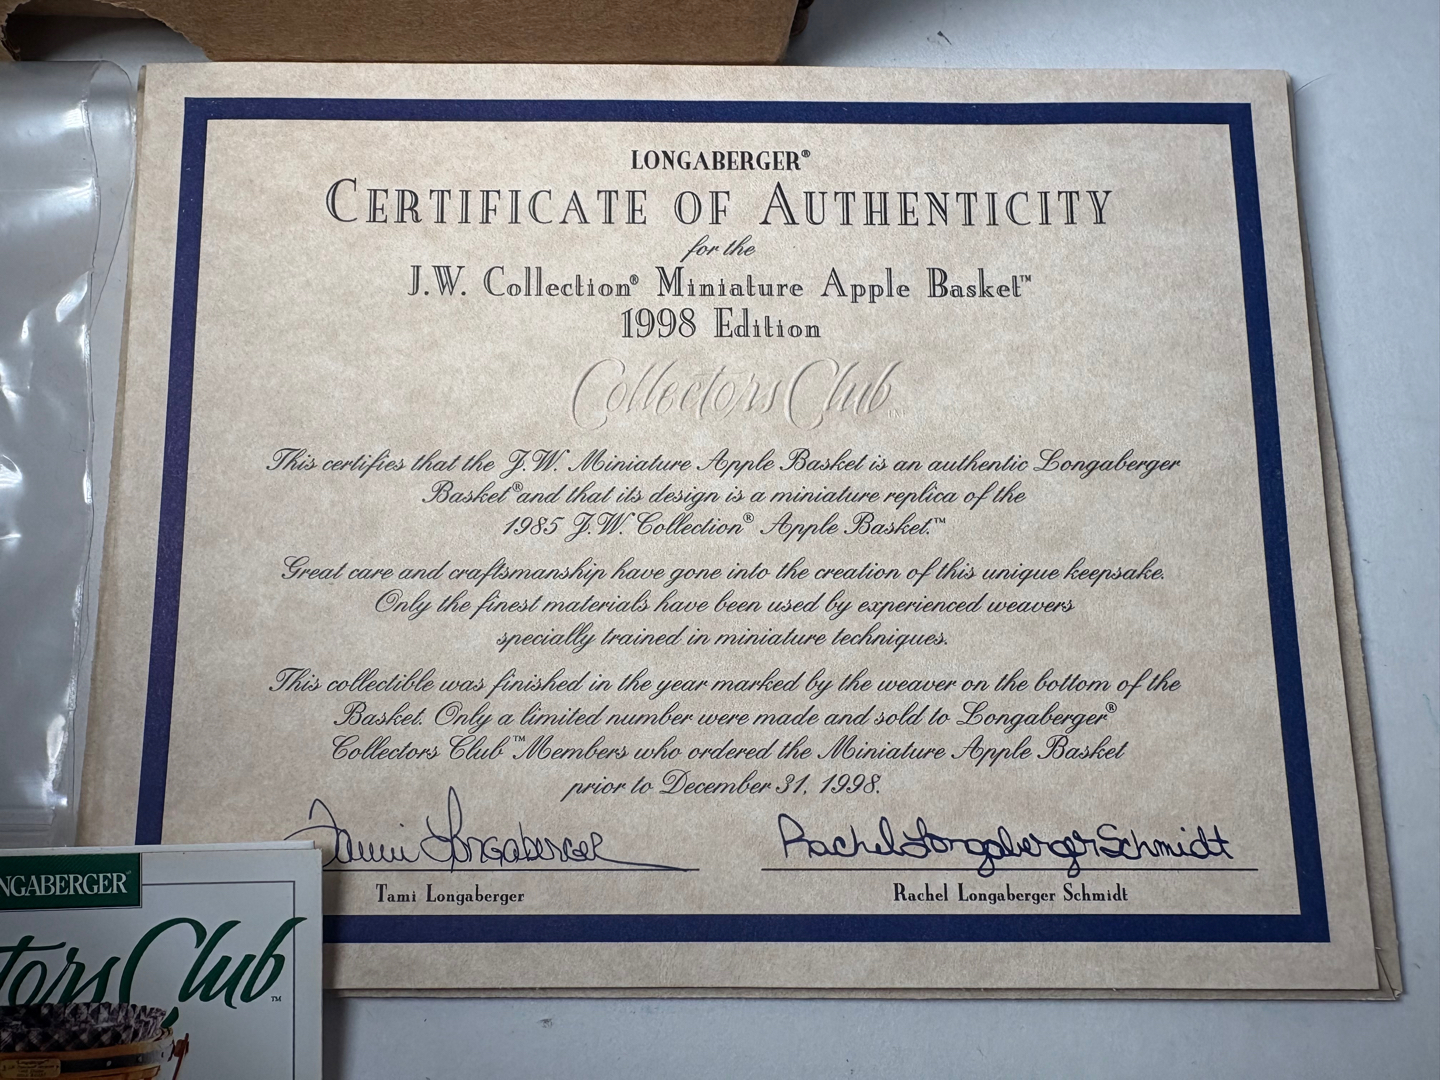 LONGABERGER®
CERTIFICATE OF AUTHENTICITY
for the
J.W. Collection® Miniature Apple Basket™
1998 Edition
Collectors Club
This certifies that the J.W. Miniature Apple Basket is an authentic Longaberger
Basket® and that its design is a miniature replica of the
1985 J.W. Collection® Apple Basket.™
Great care and craftsmanship have gone into the creation of this unique keepsake.
Only the finest materials have been used by experienced weavers
specially trained in miniature techniques.
This collectible was finished in the year marked by the weaver on the bottom of the
Basket. Only a limited number were made and sold to Longaberger®
Collectors Club™ Members who ordered the Miniature Apple Basket
prior to December 31, 1998.
Tami Longaberger Rachel Longaberger Schmidt
Tami Longaberger Rachel Longaberger Schmidt
NGABERGER
tors Club™